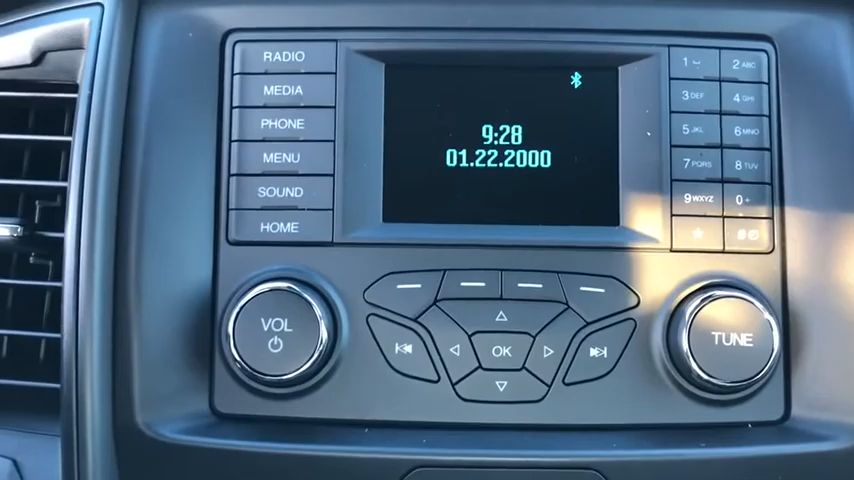 RADIO
MEDIA
PHONE
MENU
SOUND
HOME
9:28
01.22.2000
1
2 ABC
3 DEF
4 GHI
5 JKL
6 MNO
7 PQRS
8 TUV
9 WXYZ
0 +
*
#
VOL
OK
TUNE